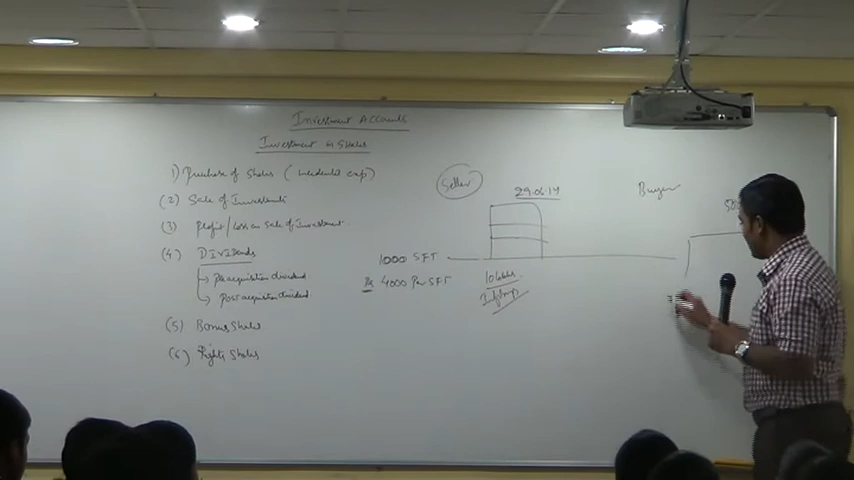 Investment Accounts
Investment in Shares
1) Purchase of Shares (
(2) Sale of Investments
(3) Profit/Loss on Sale of Investment
(4) Dividends
Pre acquisition dividend
Post acquisition dividend
(5) Bonus Shares
(6) Rights Shares
Seller
29.06.14
Buyer
1000 SFT
Rs 4000 Per SFT
10 lakhs